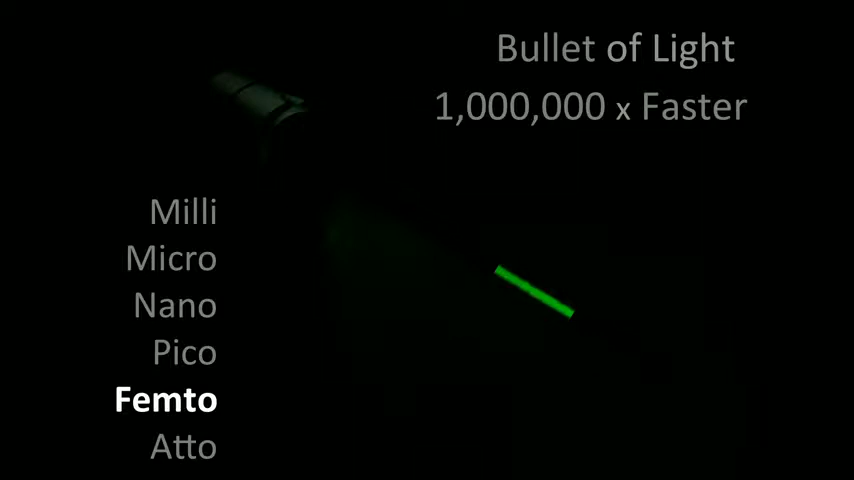 Bullet of Light
1,000,000 x Faster
Milli
Micro
Nano
Pico
Femto
Atto